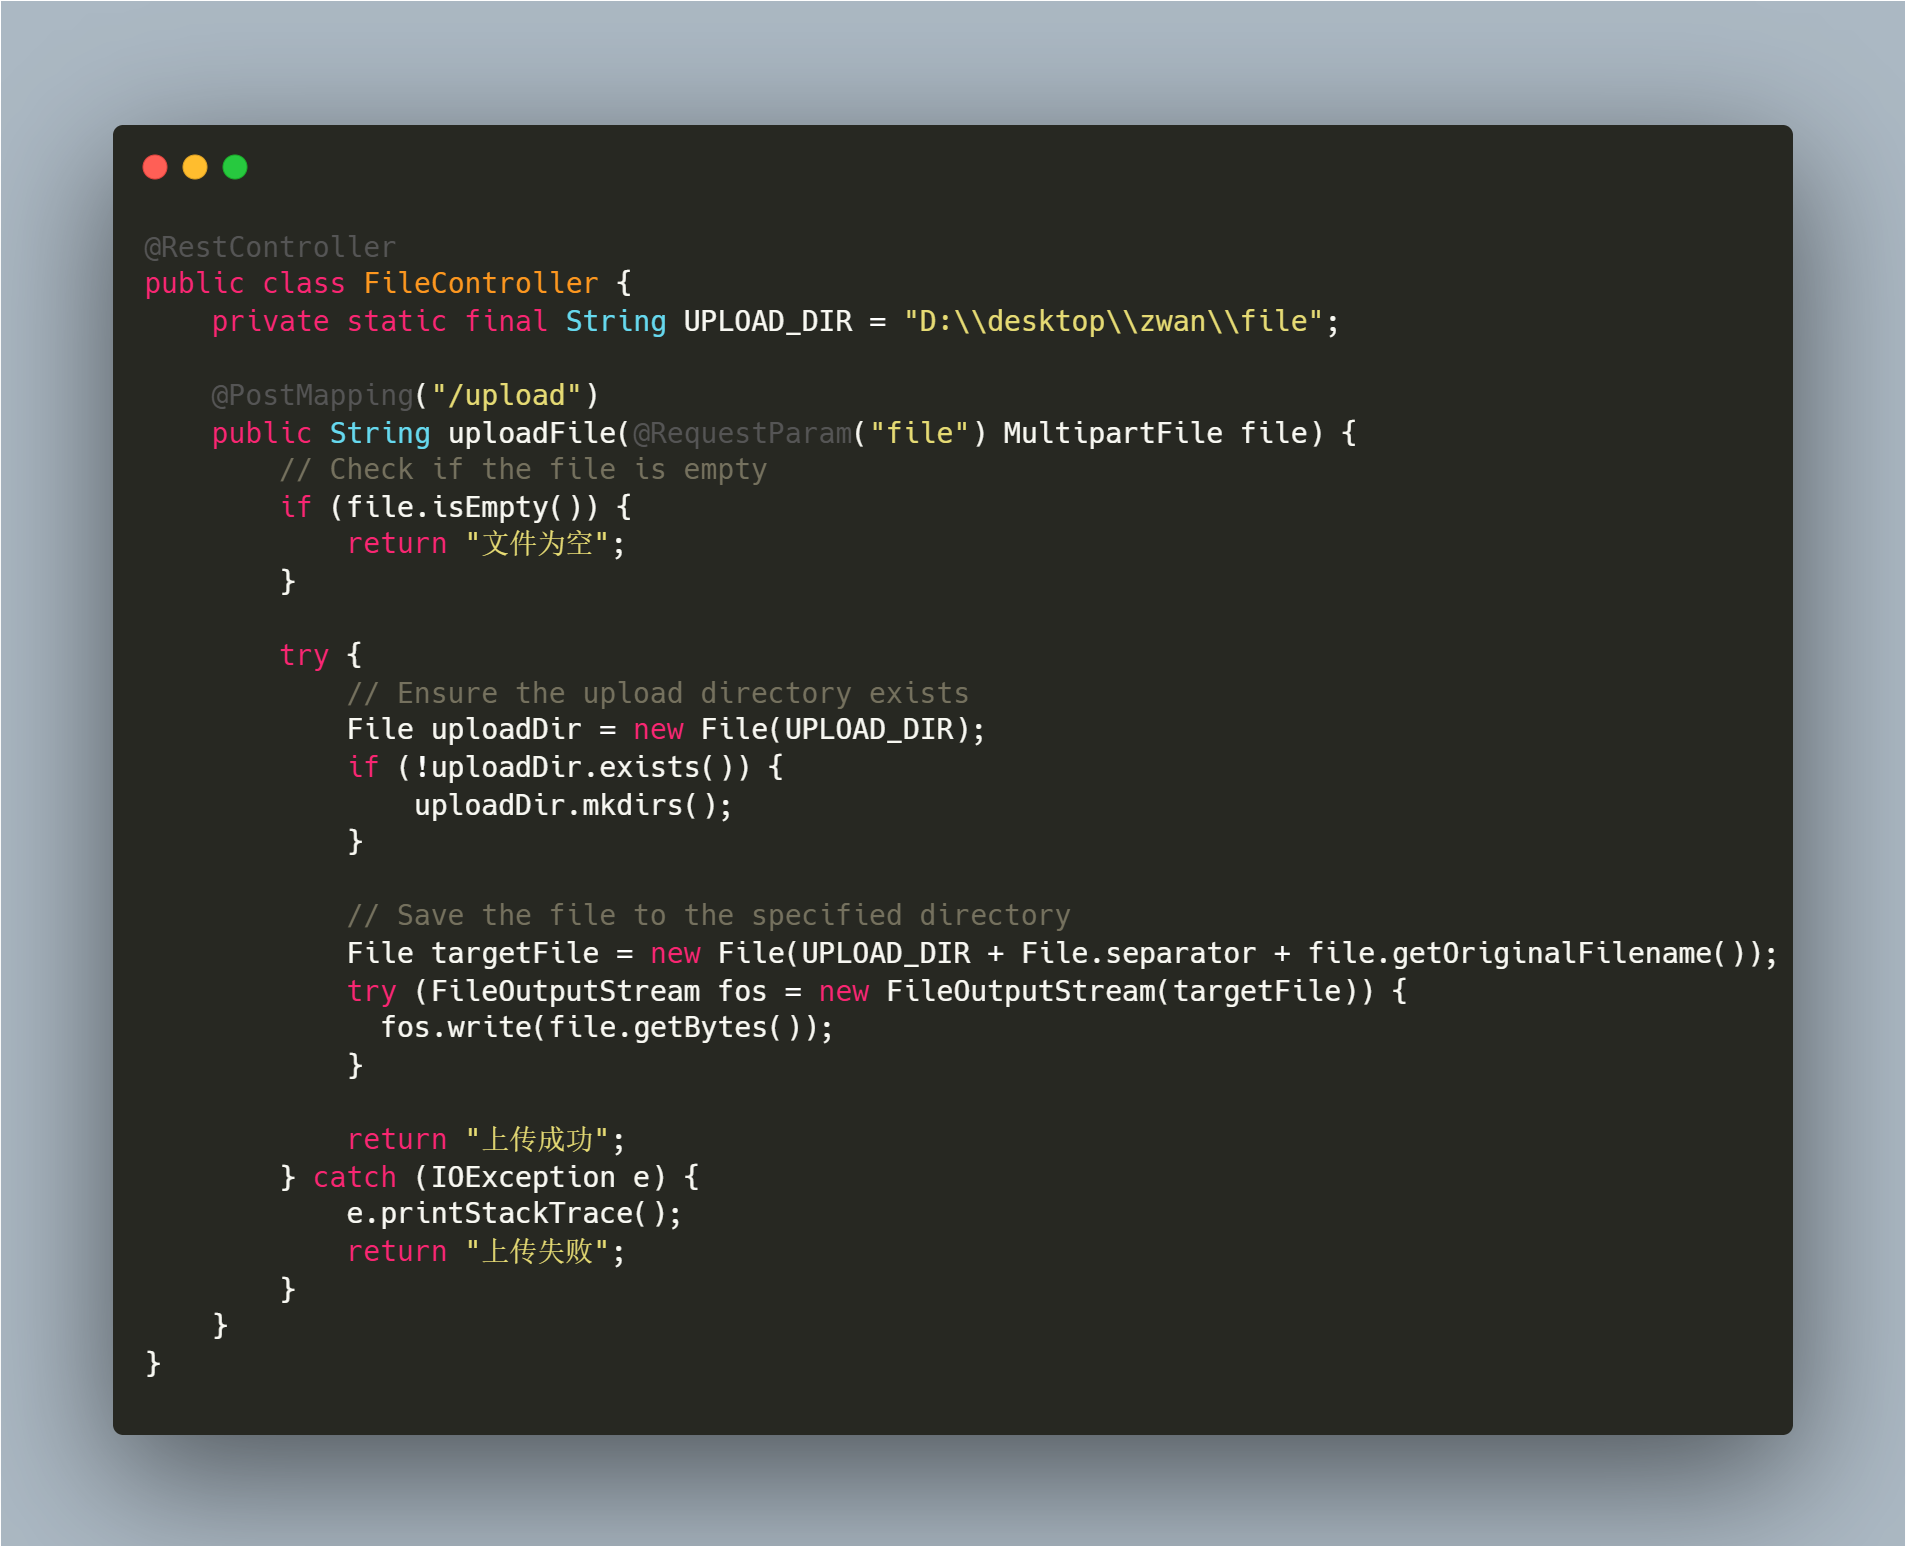 @RestController
public class FileController {
    private static final String UPLOAD_DIR = "D:\\desktop\\zwan\\file";

    @PostMapping("/upload")
    public String uploadFile(@RequestParam("file") MultipartFile file) {
        // Check if the file is empty
        if (file.isEmpty()) {
            return "文件为空";
        }

        try {
            // Ensure the upload directory exists
            File uploadDir = new File(UPLOAD_DIR);
            if (!uploadDir.exists()) {
                uploadDir.mkdirs();
            }

            // Save the file to the specified directory
            File targetFile = new File(UPLOAD_DIR + File.separator + file.getOriginalFilename());
            try (FileOutputStream fos = new FileOutputStream(targetFile)) {
              fos.write(file.getBytes());
            }

            return "上传成功";
        } catch (IOException e) {
            e.printStackTrace();
            return "上传失败";
        }
    }
}